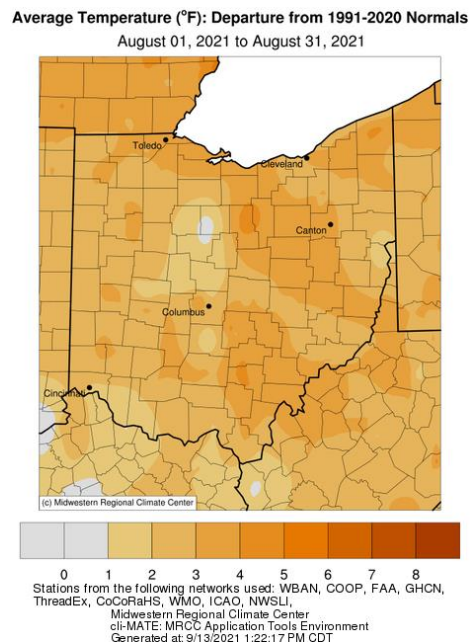 Average Temperature (°F): Departure from 1991-2020 Normals
August 01, 2021 to August 31, 2021
Toledo
Cleveland
Canton
Columbus
Cincinnati
(c) Midwestern Regional Climate Center
0 1 2 3 4 5 6 7 8
Stations from the following networks used: WBAN, COOP, FAA, GHCN,
ThreadEx, CoCoRaHS, WMO, ICAO, NWSLI,
Midwestern Regional Climate Center
cli-MATE: MRCC Application Tools Environment
Generated at: 9/13/2021 1:22:17 PM CDT